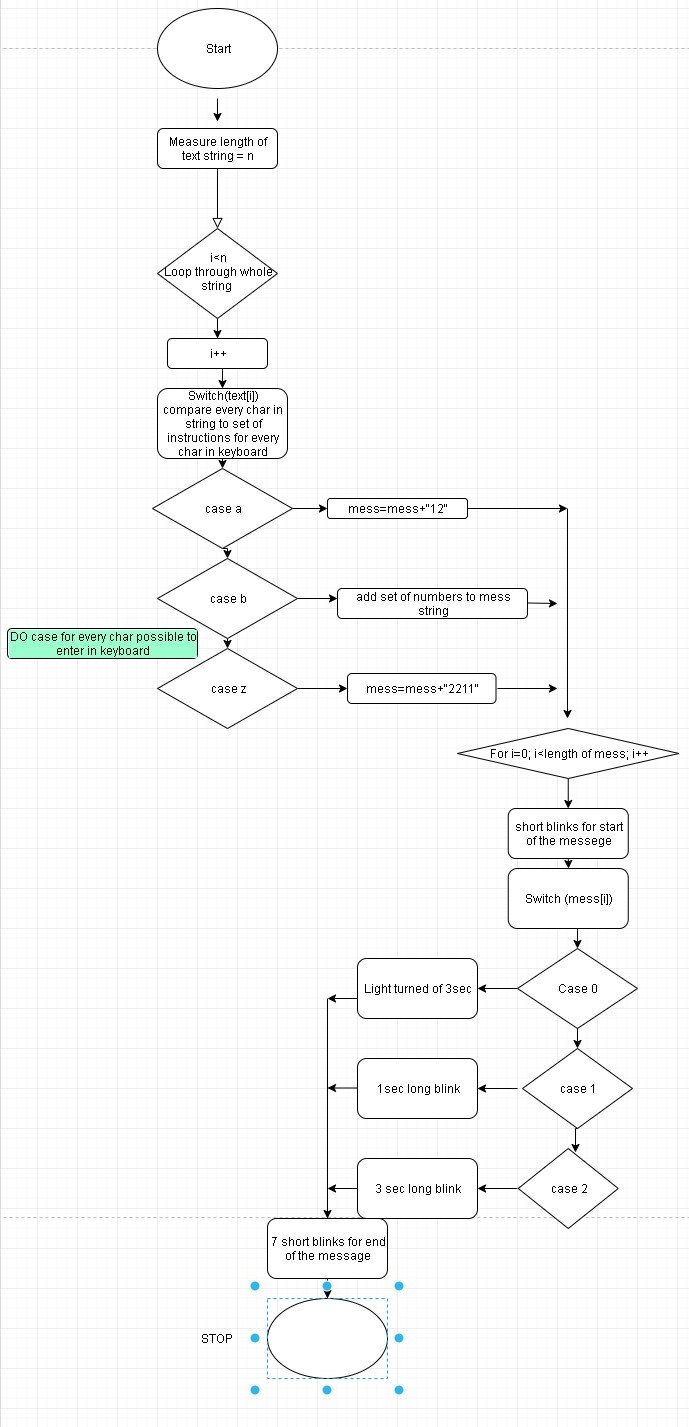 Start
Measure length of
text string = n
i<n
Loop through whole
string
i++
Switch(text[i])
compare every char in
string to set of
instructions for every
char in keyboard
case a
mess=mess+"12"
case b
add set of numbers to mess
string
DO case for every char possible to
enter in keyboard
case z
mess=mess+"2211"
For i=0; i<length of mess; i++
short blinks for start
of the messege
Switch (mess[i])
Case 0
Light turned of 3sec
case 1
1sec long blink
case 2
3 sec long blink
7 short blinks for end
of the message
STOP